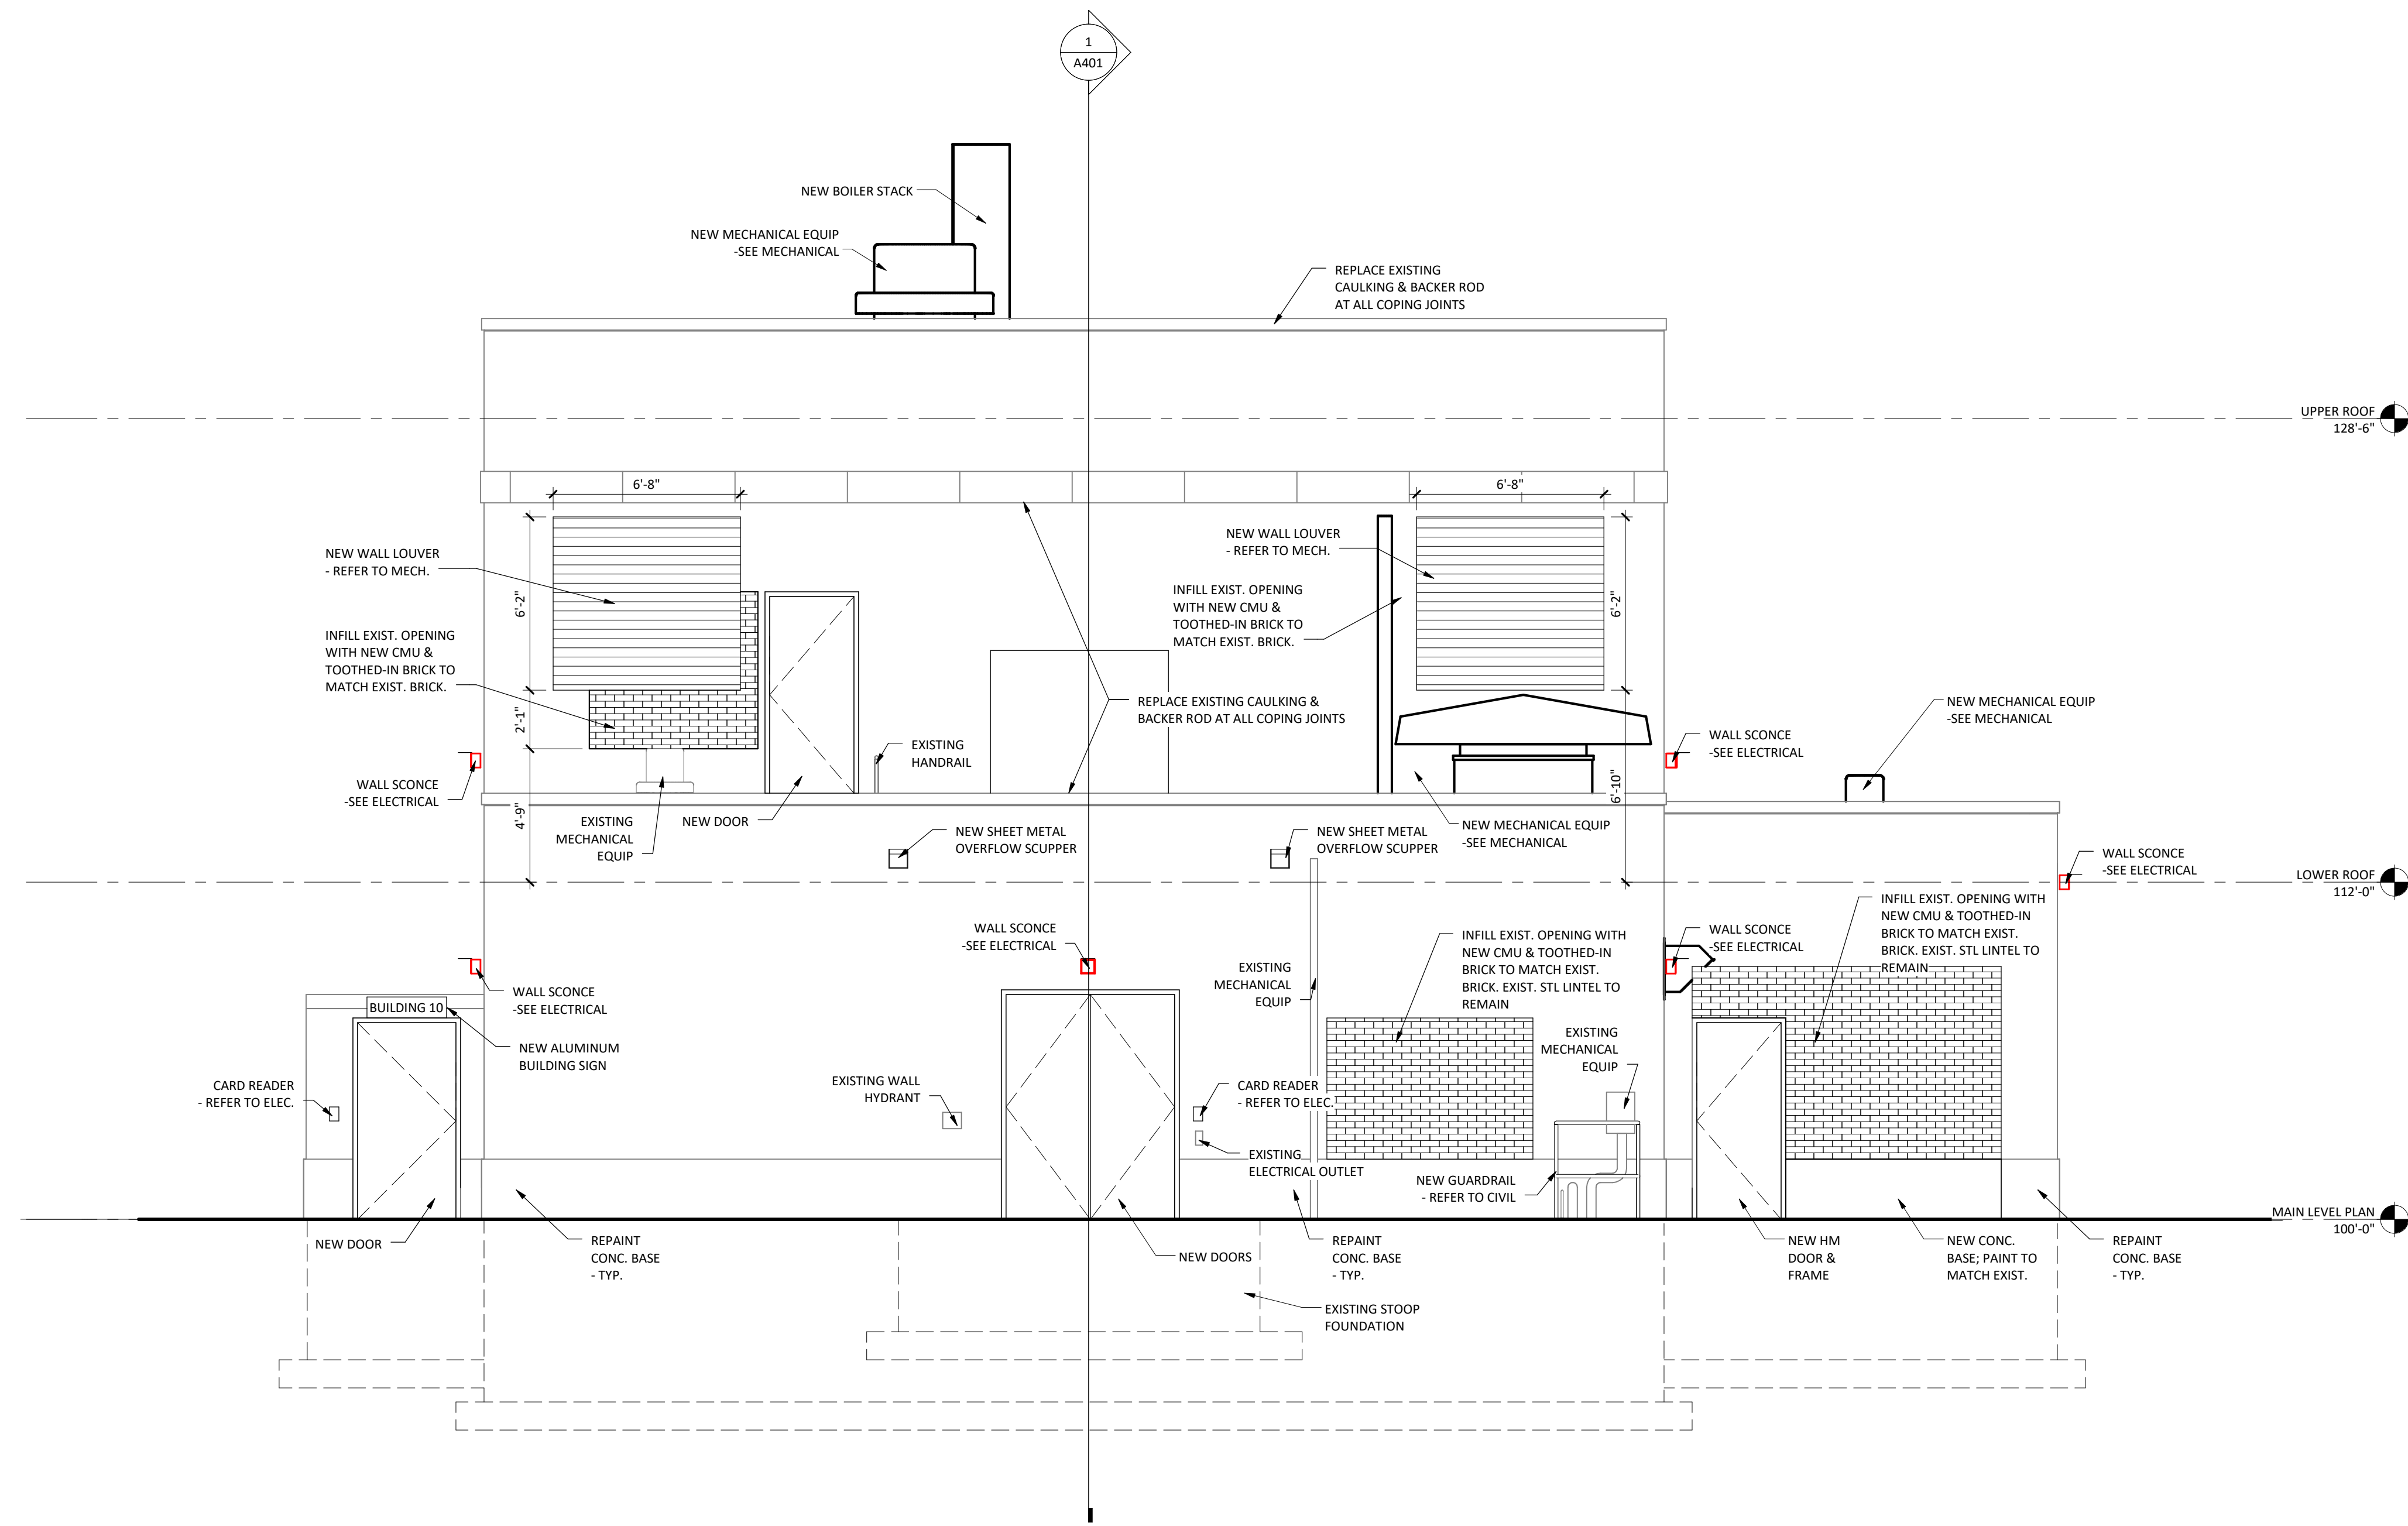 1
A401
NEW BOILER STACK
NEW MECHANICAL EQUIP
-SEE MECHANICAL
REPLACE EXISTING
CAULKING & BACKER ROD
AT ALL COPING JOINTS
UPPER ROOF
128'-6"
6'-8"
6'-8"
NEW WALL LOUVER
- REFER TO MECH.
6'-2"
INFILL EXIST. OPENING
WITH NEW CMU &
TOOTHED-IN BRICK TO
MATCH EXIST. BRICK.
2'-1"
NEW WALL LOUVER
- REFER TO MECH.
INFILL EXIST. OPENING
WITH NEW CMU &
TOOTHED-IN BRICK TO
MATCH EXIST. BRICK.
6'-2"
REPLACE EXISTING CAULKING &
BACKER ROD AT ALL COPING JOINTS
NEW MECHANICAL EQUIP
-SEE MECHANICAL
WALL SCONCE
-SEE ELECTRICAL
EXISTING
HANDRAIL
WALL SCONCE
-SEE ELECTRICAL
4'-9"
6'-10"
EXISTING
MECHANICAL
EQUIP
NEW DOOR
NEW SHEET METAL
OVERFLOW SCUPPER
NEW SHEET METAL
OVERFLOW SCUPPER
NEW MECHANICAL EQUIP
-SEE MECHANICAL
WALL SCONCE
-SEE ELECTRICAL
LOWER ROOF
112'-0"
WALL SCONCE
-SEE ELECTRICAL
EXISTING
MECHANICAL
EQUIP
INFILL EXIST. OPENING WITH
NEW CMU & TOOTHED-IN
BRICK TO MATCH EXIST.
BRICK. EXIST. STL LINTEL TO
REMAIN
WALL SCONCE
-SEE ELECTRICAL
INFILL EXIST. OPENING WITH
NEW CMU & TOOTHED-IN
BRICK TO MATCH EXIST.
BRICK. EXIST. STL LINTEL TO
REMAIN
WALL SCONCE
-SEE ELECTRICAL
BUILDING 10
NEW ALUMINUM
BUILDING SIGN
CARD READER
- REFER TO ELEC.
EXISTING WALL
HYDRANT
CARD READER
- REFER TO ELEC.
EXISTING
MECHANICAL
EQUIP
EXISTING
ELECTRICAL OUTLET
NEW GUARDRAIL
- REFER TO CIVIL
MAIN LEVEL PLAN
100'-0"
NEW DOOR
REPAINT
CONC. BASE
- TYP.
NEW DOORS
REPAINT
CONC. BASE
- TYP.
NEW HM
DOOR &
FRAME
NEW CONC.
BASE; PAINT TO
MATCH EXIST.
REPAINT
CONC. BASE
- TYP.
EXISTING STOOP
FOUNDATION